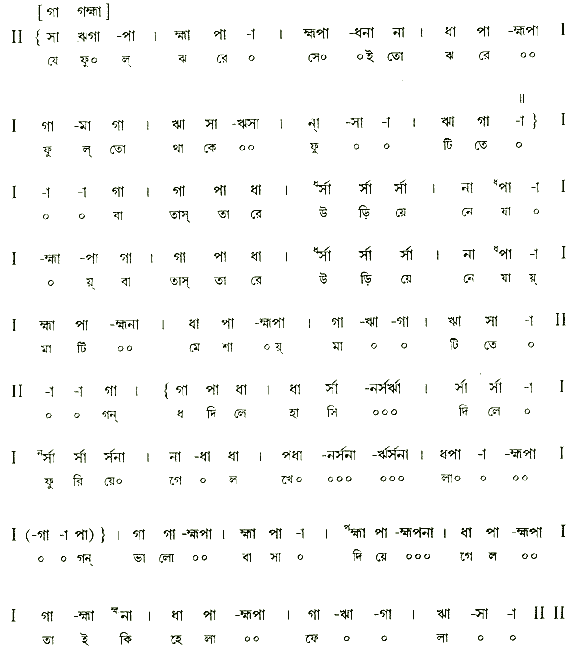 [ গা গহ্মা ]
II { সা ঋগা -পা । হ্মা পা -া । হ্মপা -ধনা না । ধা পা -হ্মপা I
যে ফু০ ল্ ঝ রে ০ সে০ ০ই তো ঝ রে ০০
॥
I গা -মা গা । ঋা সা -ঋসা । ন্া -সা -া । ঋা গা -া } I
ফু ল্ তো থা কে ০০ ফু ০ ০ টি তে ০
I -া -া গা । গা পা ধা । ধর্সা র্সা র্সা । না ধপা -া I
০ ০ বা তাস্ তা রে উ ড়ি য়ে নে যা ০
I -হ্মা -পা গা । গা পা ধা । ধর্সা র্সা র্সা । না ধপা -া I
০ য়্ বা তাস্ তা রে উ ড়ি য়ে নে যা য়্
I হ্মা পা -হ্মনা । ধা পা -হ্মপা । গা -ঋা -গা । ঋা সা -া II
মা টি ০০ মে শা ০য়্ মা ০ ০ টি তে ০
II -া -া গা । { গা পা ধা । ধা র্সা -নর্সর্ঋা । র্সা র্সা -া I
০ ০ গন্ ধ দি লে হা সি ০০০ দি লে ০
I নর্সা র্সা র্সনা । না -ধা ধা । পধা -নর্সনা -র্ঋর্সনা । ধপা -া -হ্মপা I
ফু রি য়ে০ গে ০ ল খে০ ০০০ ০০০ লা০ ০ ০০
I (-গা -া পা) } । গা গা -হ্মপা । হ্মা পা -া । পহ্মা পা -হ্মপনা । ধা পা -হ্মপা I
০ ০ গন্ ভা লো ০০ বা সা ০ দি য়ে ০০০ গে ল ০০
I গা -হ্মা না । ধা পা -হ্মপা । গা -ঋা -গা । ঋা -সা -া II II
তা ই কি হে লা ০০ ফে ০ ০ লা ০ ০